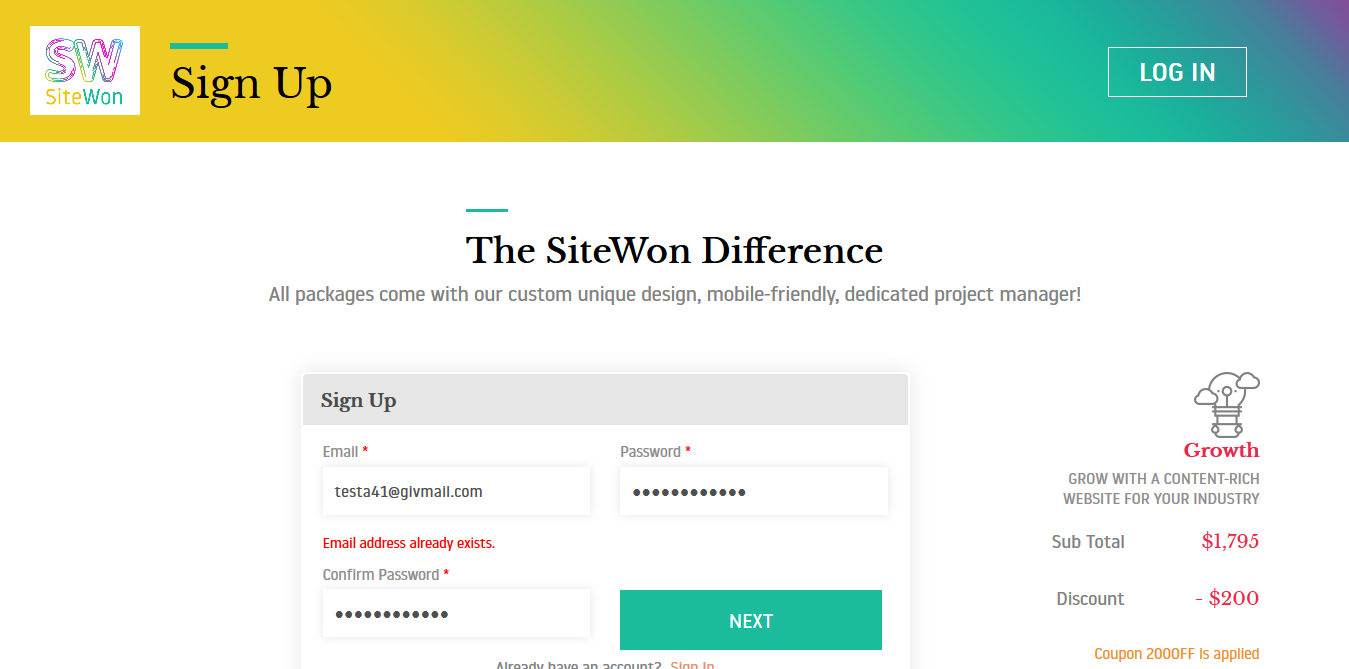 SW
SiteWon
Sign Up
LOG IN
The SiteWon Difference
All packages come with our custom unique design, mobile-friendly, dedicated project manager!
Sign Up
Email *
Password *
testa41@givmail.com
••••••••••••
Email address already exists.
Confirm Password *
••••••••••••
NEXT
Already have an account? Sign In
Growth
GROW WITH A CONTENT-RICH
WEBSITE FOR YOUR INDUSTRY
Sub Total $1,795
Discount - $200
Coupon 200OFF is applied